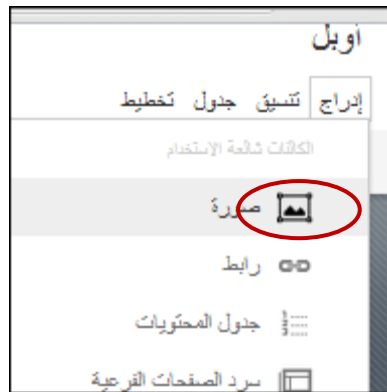 أوبل
إدراج تنسيق جدول تخطيط
الكائنات شائعة الإستخدام
صورة
رابط
جدول المحتويات
سرد الصفحات الفرعية